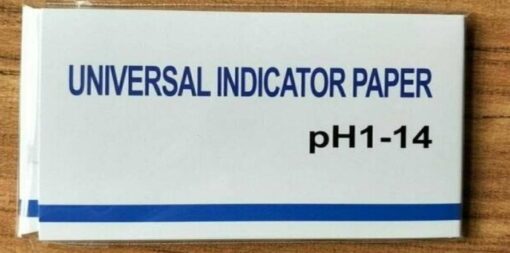 UNIVERSAL INDICATOR PAPER
pH1-14